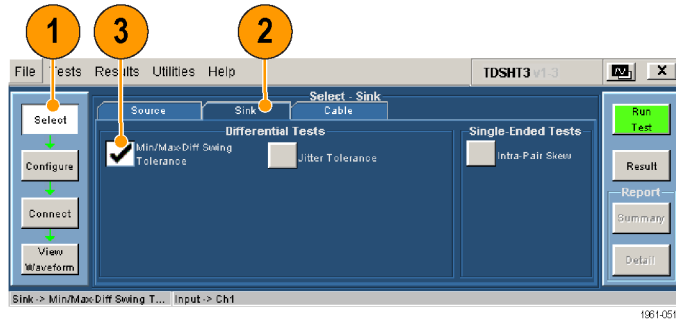 1 3 2
File Tests Results Utilities Help TDSHT3 v1.3 X
Select - Sink
Source Sink Cable
Select
Run Test
Differential Tests
Single-Ended Tests
Min/Max-Diff Swing Tolerance
Jitter Tolerance
Intra-Pair Skew
Configure
Result
Report
Connect
Summary
View Waveform
Detail
Sink -> Min/Max-Diff Swing T... Input -> Ch1
1961-051